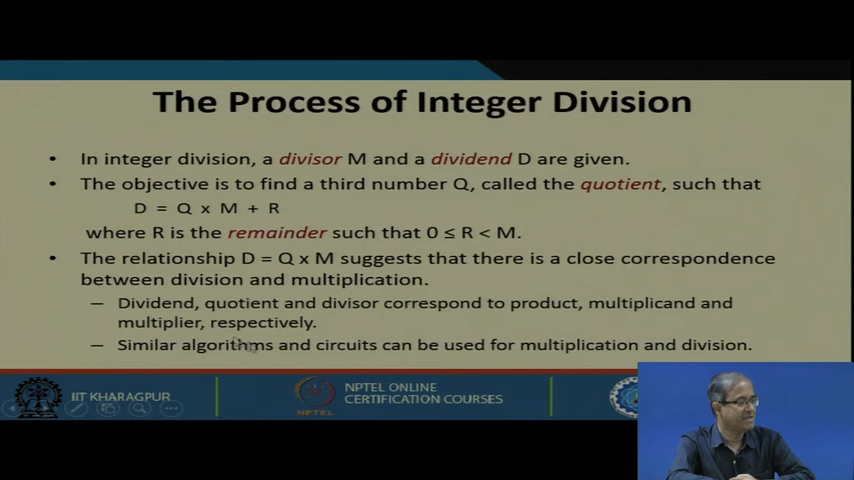 The Process of Integer Division
• In integer division, a divisor M and a dividend D are given.
• The objective is to find a third number Q, called the quotient, such that
D = Q x M + R
where R is the remainder such that 0 ≤ R < M.
• The relationship D = Q x M suggests that there is a close correspondence
between division and multiplication.
– Dividend, quotient and divisor correspond to product, multiplicand and
multiplier, respectively.
– Similar algorithms and circuits can be used for multiplication and division.
IIT KHARAGPUR
NPTEL
NPTEL ONLINE
CERTIFICATION COURSES